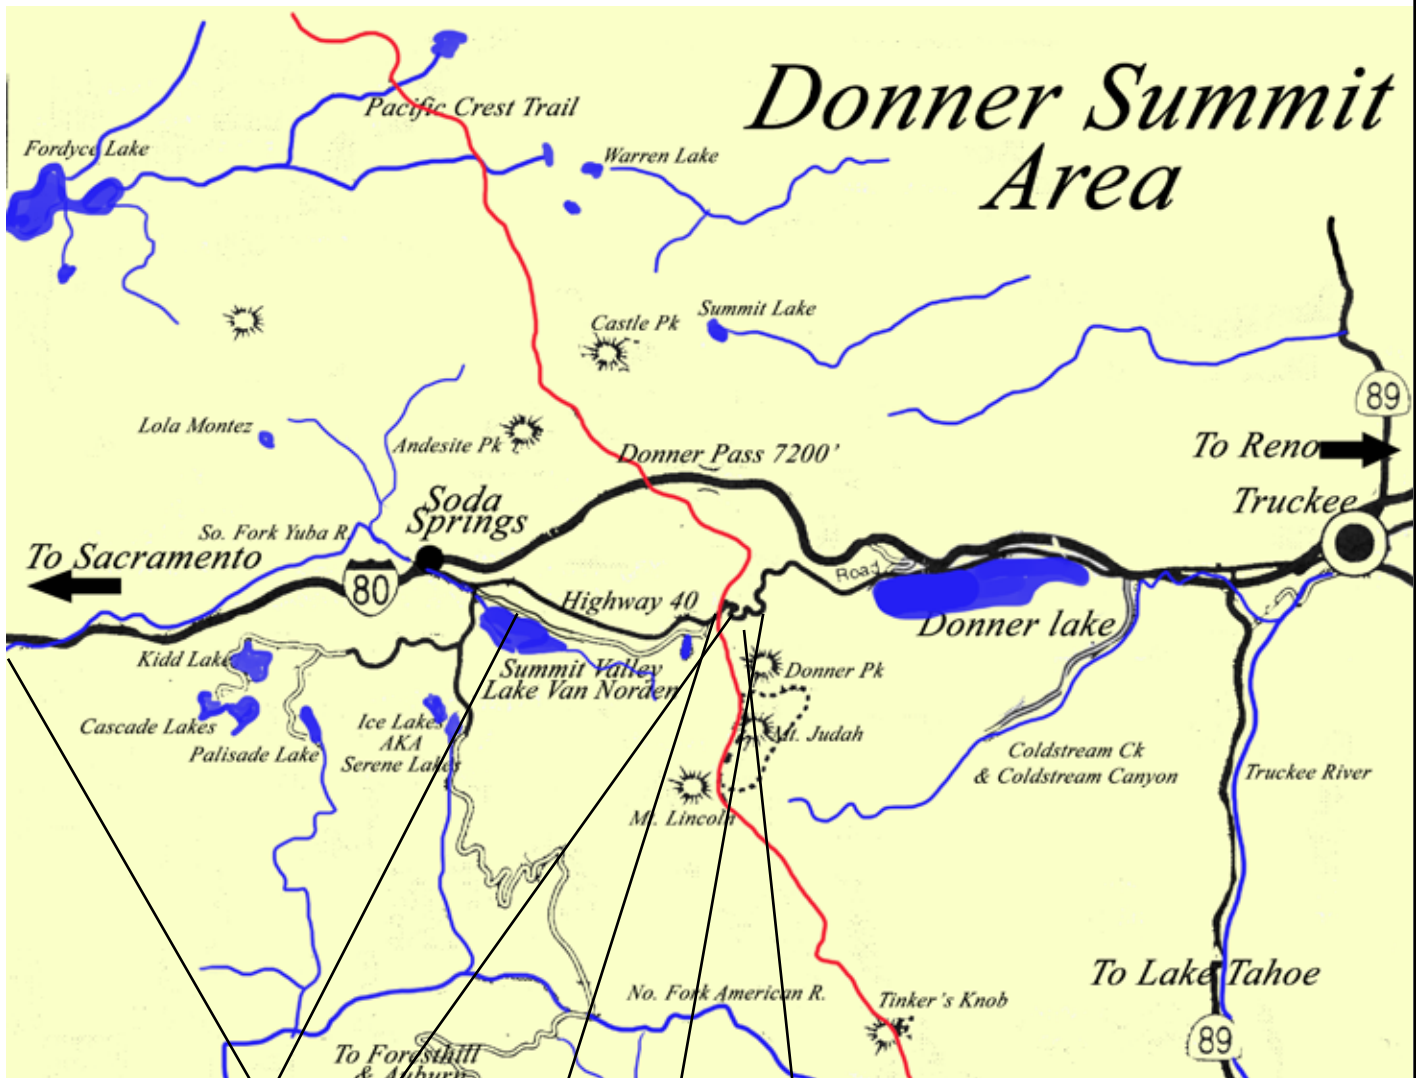 Donner Summit
Area
Pacific Crest Trail
Fordyce Lake
Warren Lake
Summit Lake
Castle Pk
89
Lola Montez
Andesite Pk
Donner Pass 7200'
To Reno
Truckee
Soda
Springs
So. Fork Yuba R.
To Sacramento
80
Road
Highway 40
Donner lake
Kidd Lake
Summit Valley
Lake Van Norden
Donner Pk
Cascade Lakes
Palisade Lake
Ice Lakes
AKA
Serene Lakes
Mt. Judah
Coldstream Ck
& Coldstream Canyon
Truckee River
Mt. Lincoln
To Lake Tahoe
No. Fork American R.
Tinker's Knob
89
To Foresthill
& Auburn